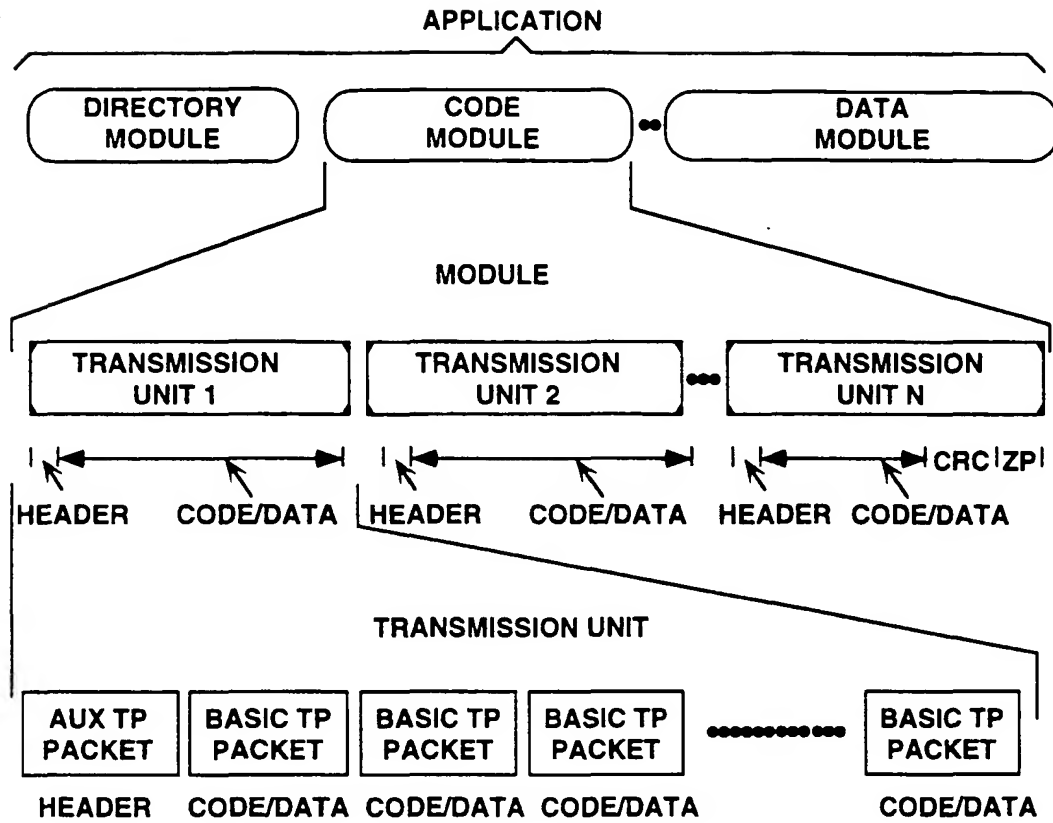 APPLICATION
DIRECTORY MODULE
CODE MODULE
DATA MODULE
MODULE
TRANSMISSION UNIT 1
TRANSMISSION UNIT 2
TRANSMISSION UNIT N
CRC ZP
HEADER CODE/DATA HEADER CODE/DATA HEADER CODE/DATA
TRANSMISSION UNIT
AUX TP PACKET
BASIC TP PACKET
BASIC TP PACKET
BASIC TP PACKET
BASIC TP PACKET
HEADER CODE/DATA CODE/DATA CODE/DATA CODE/DATA